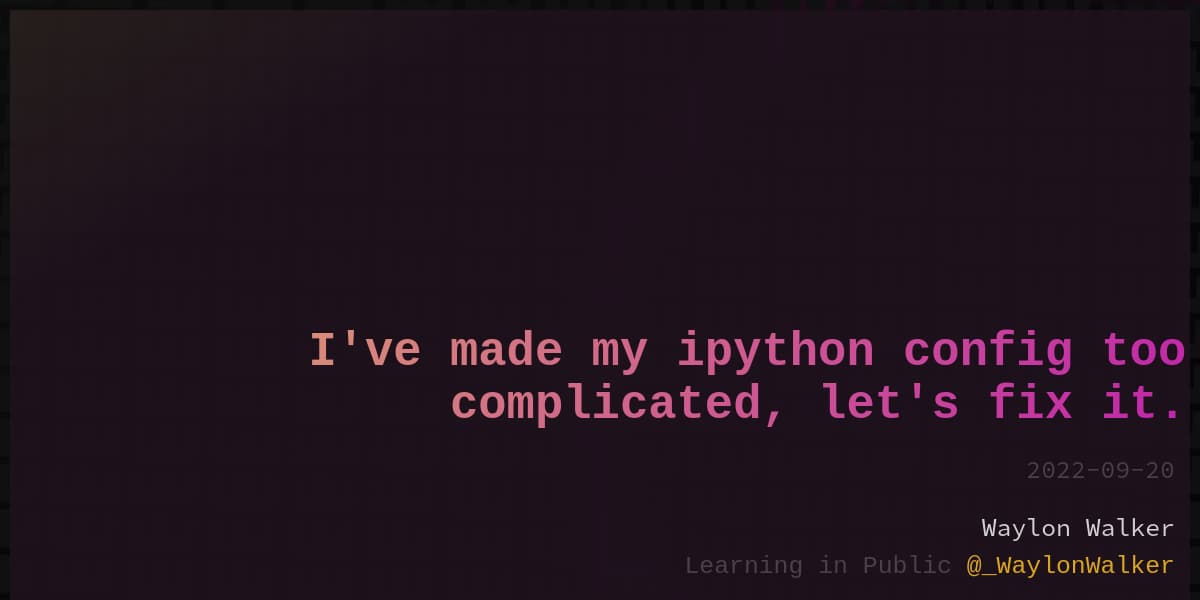 I've made my ipython config too
complicated, let's fix it.
2022-09-20
Waylon Walker
Learning in Public @_WaylonWalker